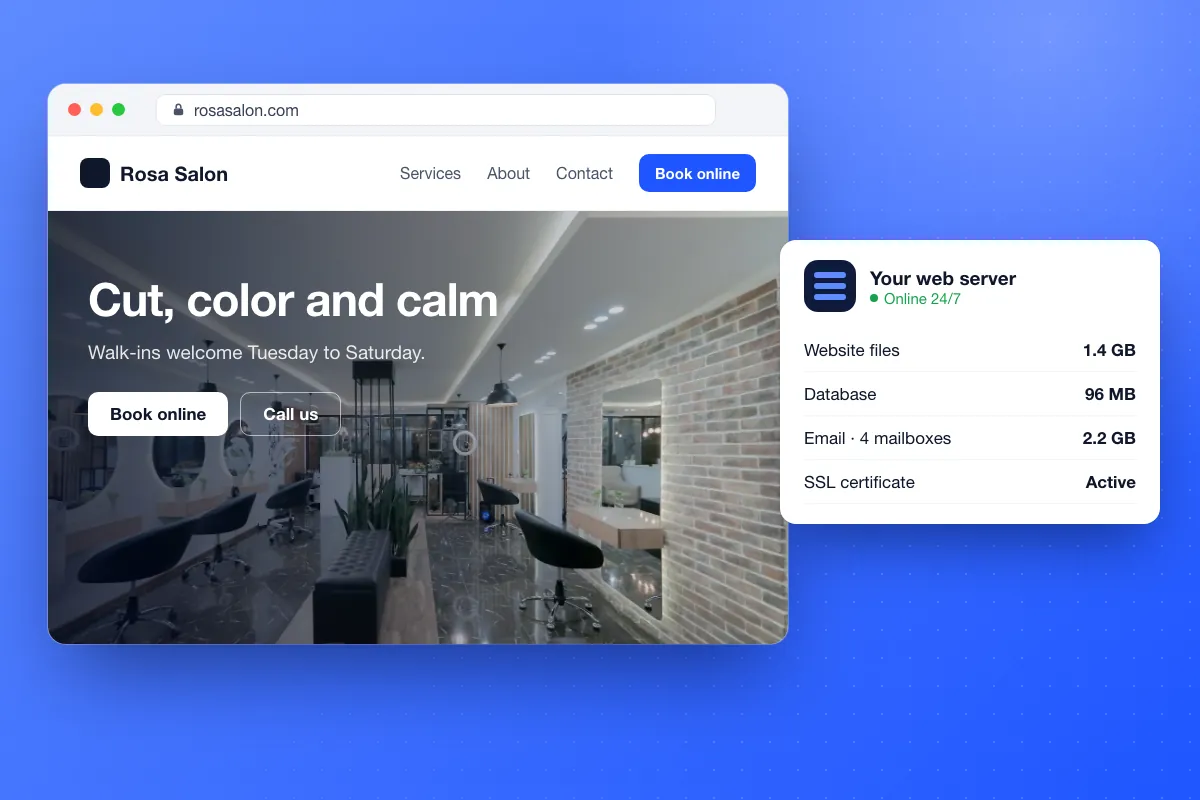 rosasalon.com
Rosa Salon
Services About Contact Book online
Cut, color and calm
Walk-ins welcome Tuesday to Saturday.
Book online Call us
Your web server
Online 24/7
Website files 1.4 GB
Database 96 MB
Email · 4 mailboxes 2.2 GB
SSL certificate Active